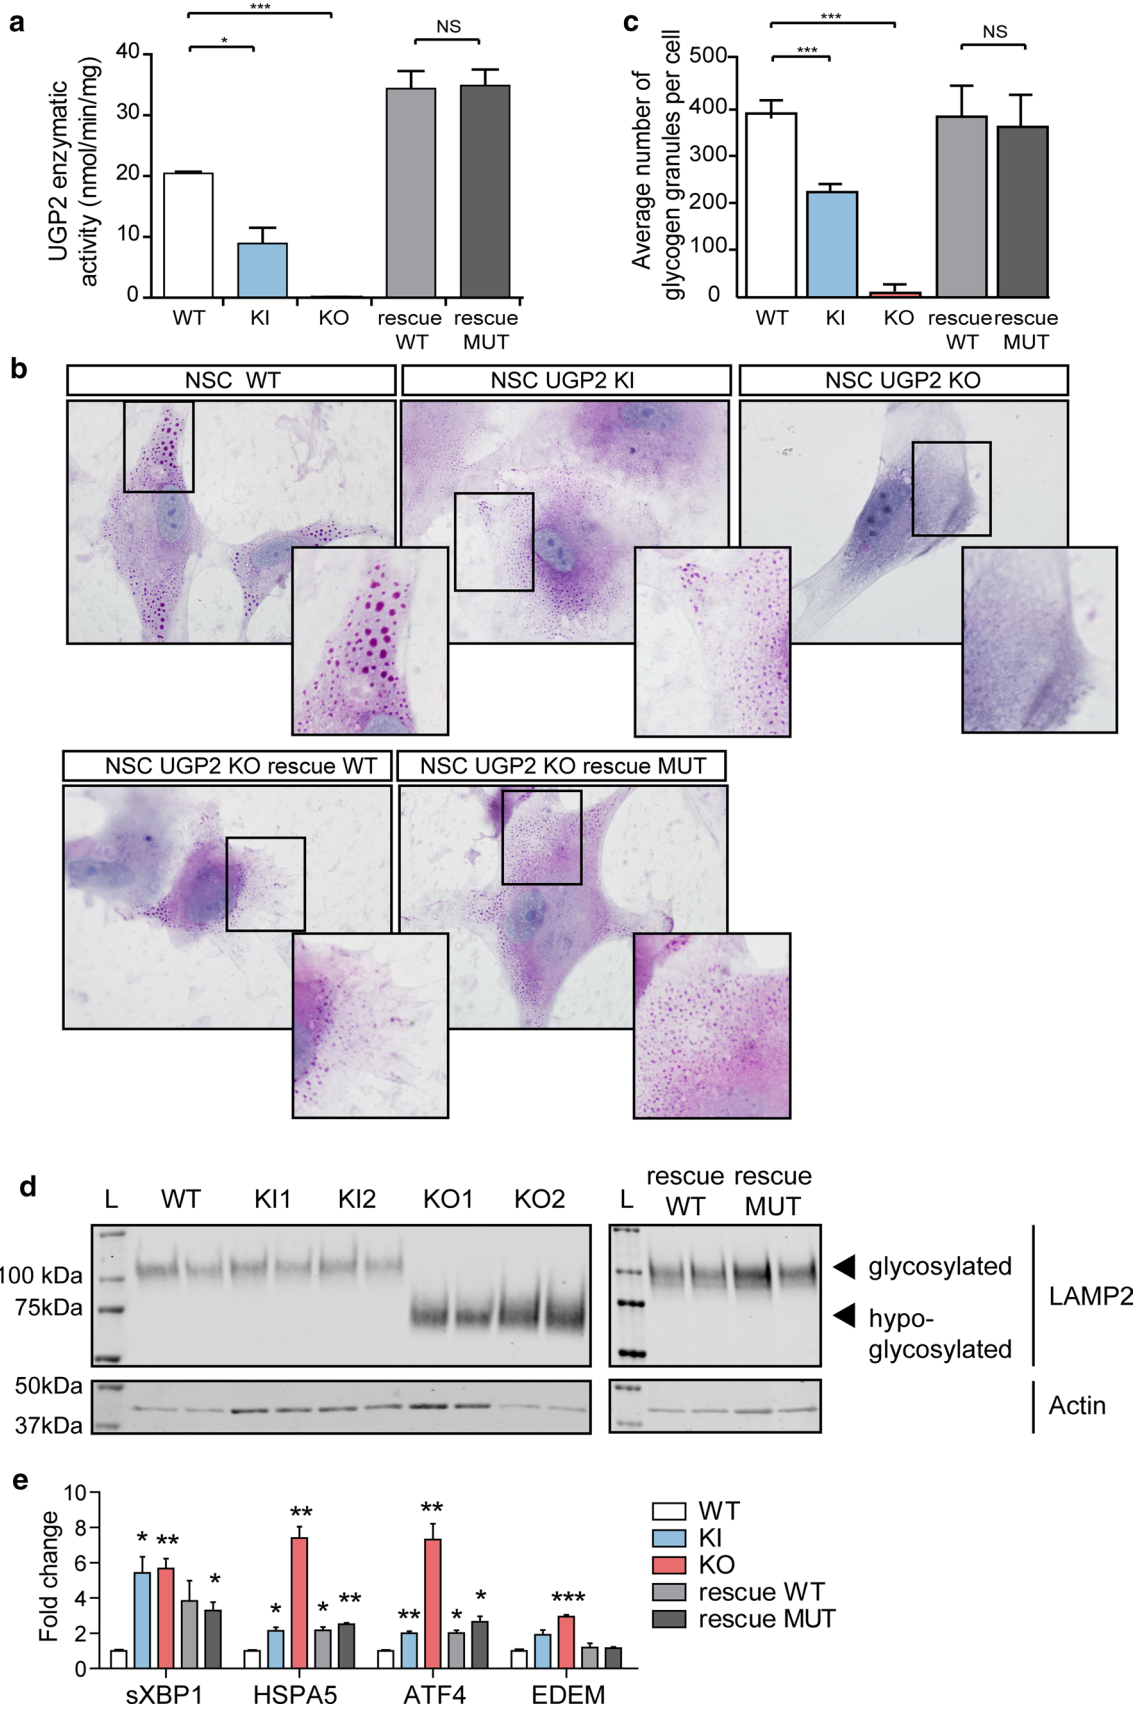 a
UGP2 enzymatic
activity (nmol/min/mg)
40
30
20
10
0
***
*
NS
WT KI KO rescue WT rescue MUT
c
Average number of
glycogen granules per cell
500
400
300
200
100
0
***
***
NS
WT KI KO rescue WT rescue MUT
b
NSC WT
NSC UGP2 KI
NSC UGP2 KO
NSC UGP2 KO rescue WT
NSC UGP2 KO rescue MUT
d
L WT KI1 KI2 KO1 KO2
L rescue WT rescue MUT
100 kDa
75kDa
50kDa
37kDa
glycosylated
hypo-
glycosylated
LAMP2
Actin
e
Fold change
10
8
6
4
2
0
* ** *
* ** * **
** ** * *
***
sXBP1 HSPA5 ATF4 EDEM
WT
KI
KO
rescue WT
rescue MUT